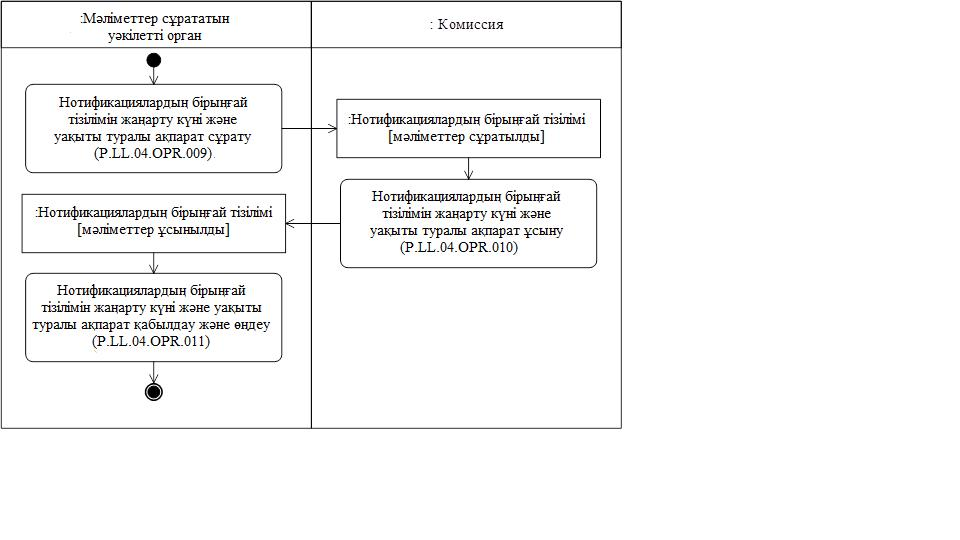 :Мәліметтер сұрататын
уәкілетті орган
: Комиссия
Нотификациялардың бірыңғай
тізілімін жаңарту күні және
уақыты туралы ақпарат сұрату
(P.LL.04.OPR.009)
:Нотификациялардың бірыңғай тізілімі
[мәліметтер сұратылды]
Нотификациялардың бірыңғай
тізілімін жаңарту күні және
уақыты туралы ақпарат ұсыну
(P.LL.04.OPR.010)
:Нотификациялардың бірыңғай тізілімі
[мәліметтер ұсынылды]
Нотификациялардың бірыңғай
тізілімін жаңарту күні және уақыты
туралы ақпарат қабылдау және өңдеу
(P.LL.04.OPR.011)